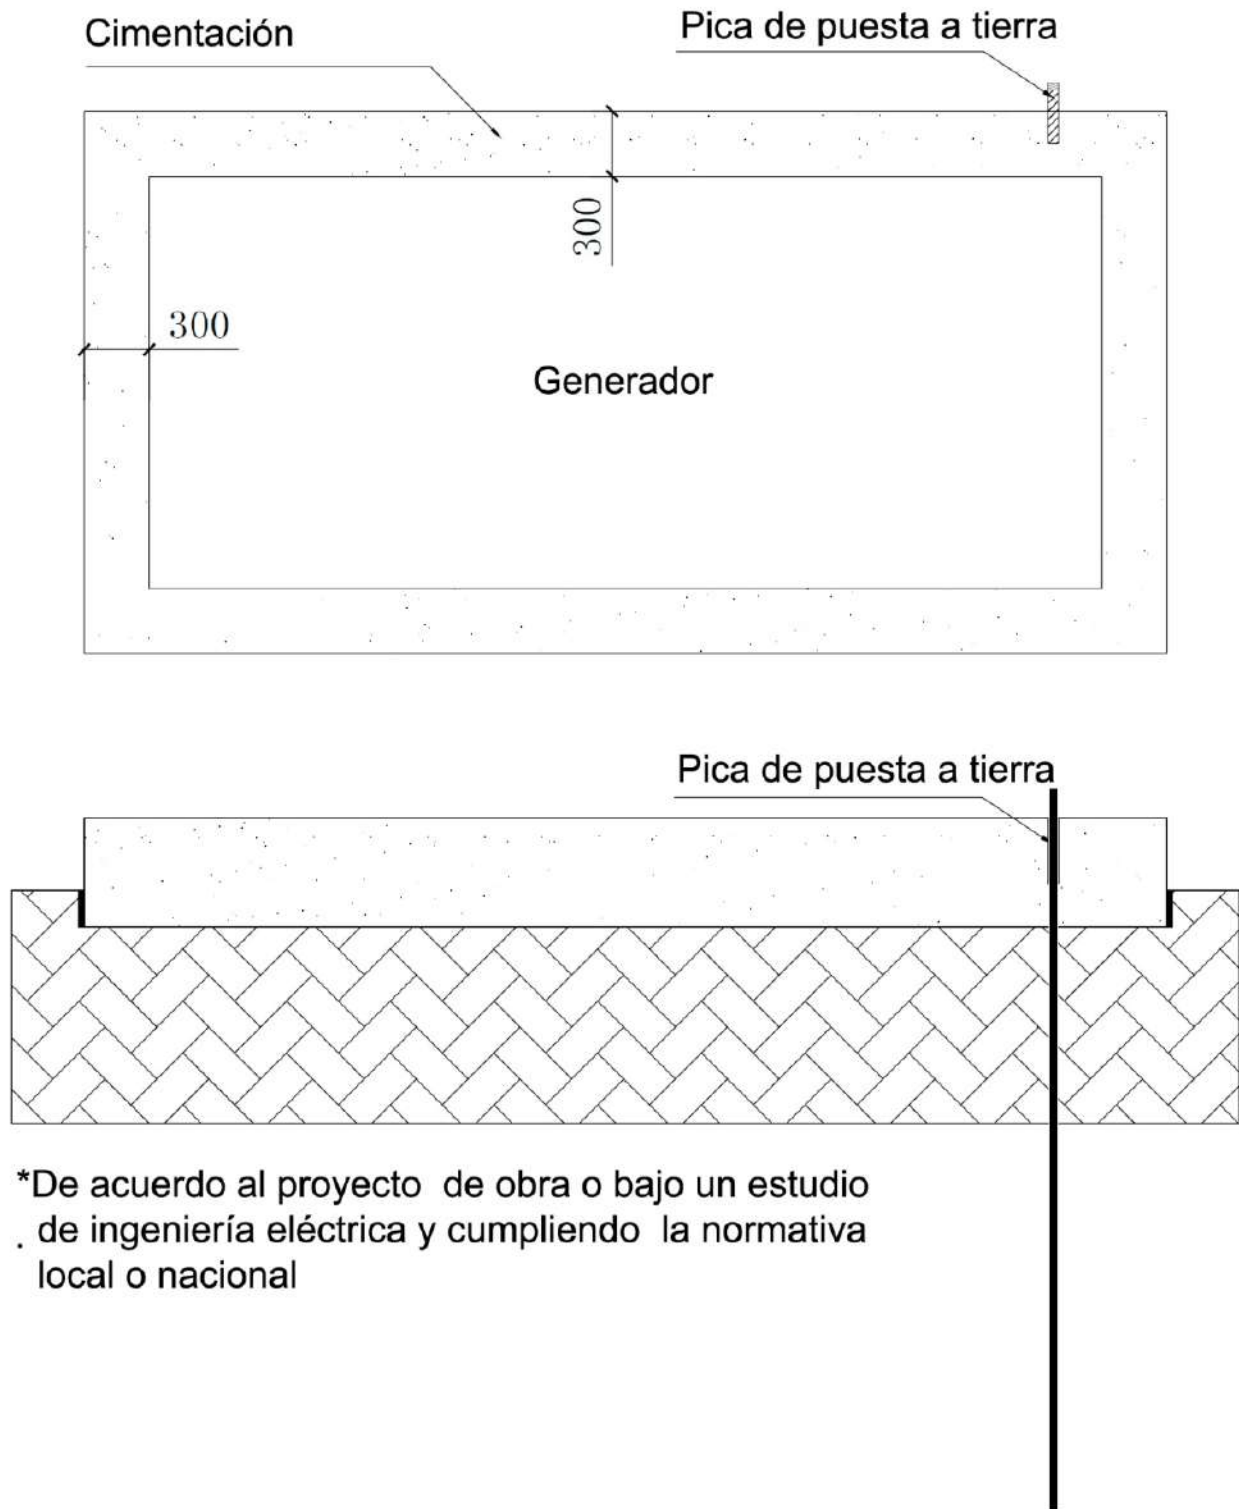 Cimentación
Pica de puesta a tierra
300
300
Generador
Pica de puesta a tierra
*De acuerdo al proyecto de obra o bajo un estudio
. de ingeniería eléctrica y cumpliendo la normativa
local o nacional